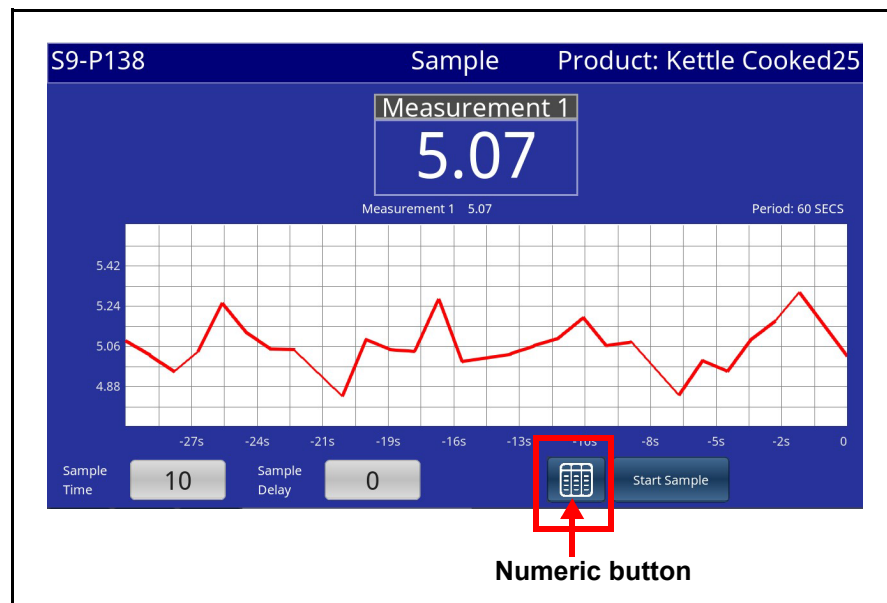 S9-P138 Sample Product: Kettle Cooked25
Measurement 1
5.07
Measurement 1 5.07 Period: 60 SECS
5.42
5.24
5.06
4.88
-27s -24s -21s -19s -16s -13s -10s -8s -5s -2s 0
Sample Time 10 Sample Delay 0 Start Sample
Numeric button